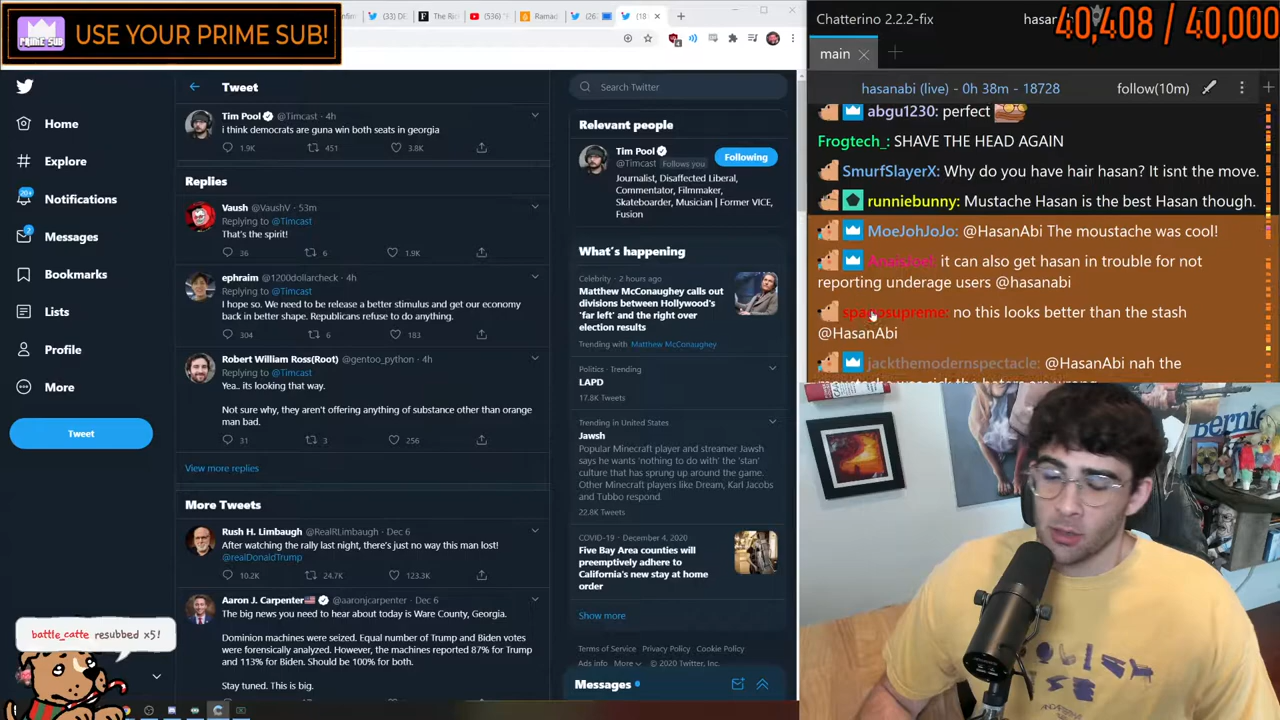 USE YOUR PRIME SUB!
(33) DE
The Ric
(536) "F
Ramad
(26
(18
Home
Explore
20+
Notifications
2
Messages
Bookmarks
Lists
Profile
More
Tweet
battle_catte resubbed x5!
Tweet
Tim Pool @Timcast · 4h
i think democrats are guna win both seats in georgia
1.9K 451 3.8K
Replies
Vaush @VaushV · 53m
Replying to @Timcast
That's the spirit!
36 6 1.9K
ephraim @1200dollarcheck · 4h
Replying to @Timcast
I hope so. We need to be release a better stimulus and get our economy
back in better shape. Republicans refuse to do anything.
304 6 183
Robert William Ross(Root) @gentoo_python · 4h
Replying to @Timcast
Yea.. its looking that way.
Not sure why, they aren't offering anything of substance other than orange
man bad.
31 3 256
View more replies
More Tweets
Rush H. Limbaugh @RealRLimbaugh · Dec 6
After watching the rally last night, there's just no way this man lost!
@realDonaldTrump
10.2K 24.7K 123.3K
Aaron J. Carpenter @aaronjcarpenter · Dec 6
The big news you need to hear about today is Ware County, Georgia.
Dominion machines were seized. Equal number of Trump and Biden votes
were forensically analyzed. However, the machines reported 87% for Trump
and 113% for Biden. Should be 100% for both.
Stay tuned. This is big.
Search Twitter
Relevant people
Tim Pool
@Timcast Follows you
Following
Journalist, Disaffected Liberal,
Commentator, Filmmaker,
Skateboarder, Musician | Former VICE,
Fusion
What's happening
Celebrity · 2 hours ago
Matthew McConaughey calls out
divisions between Hollywood's
'far left' and the right over
election results
Trending with Matthew McConaughey
Politics · Trending
LAPD
17.8K Tweets
Trending in United States
Jawsh
Popular Minecraft player and streamer Jawsh
says he wants 'nothing to do with' the 'stan'
culture that has sprung up around the game.
Other Minecraft players like Dream, Karl Jacobs
and Tubbo respond.
22.8K Tweets
COVID-19 · December 4, 2020
Five Bay Area counties will
preemptively adhere to
California's new stay at home
order
Show more
Terms of Service Privacy Policy Cookie Policy
Ads info More © 2020 Twitter, Inc.
Messages
Chatterino 2.2.2-fix
hasan
40,408 / 40,000
main
hasanabi (live) - 0h 38m - 18728
follow(10m)
abgu1230: perfect
Frogtech_: SHAVE THE HEAD AGAIN
SmurfSlayerX: Why do you have hair hasan? It isnt the move.
runniebunny: Mustache Hasan is the best Hasan though.
MoeJohJoJo: @HasanAbi The moustache was cool!
it can also get hasan in trouble for not
reporting underage users @hasanabi
no this looks better than the stash
@HasanAbi
jackthemodernspectacle: @HasanAbi nah the
moustache was sick the haters are wrong
Bernie